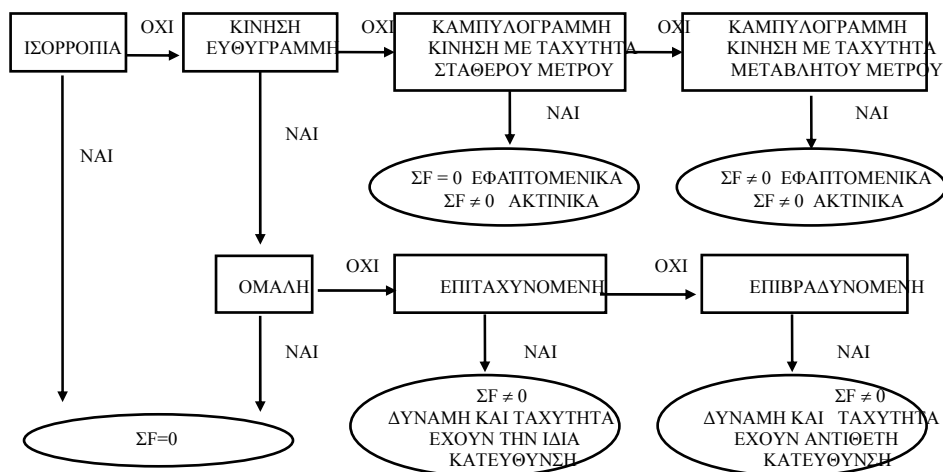 ΙΣΟΡΡΟΠΙΑ
ΟΧΙ
ΚΙΝΗΣΗ
ΕΥΘΥΓΡΑΜΜΗ
ΟΧΙ
ΚΑΜΠΥΛΟΓΡΑΜΜΗ
ΚΙΝΗΣΗ ΜΕ ΤΑΧΥΤΗΤΑ
ΣΤΑΘΕΡΟΥ ΜΕΤΡΟΥ
ΟΧΙ
ΚΑΜΠΥΛΟΓΡΑΜΜΗ
ΚΙΝΗΣΗ ΜΕ ΤΑΧΥΤΗΤΑ
ΜΕΤΑΒΛΗΤΟΥ ΜΕΤΡΟΥ
ΝΑΙ
ΝΑΙ
ΝΑΙ
ΝΑΙ
ΣF = 0 ΕΦΑΠΤΟΜΕΝΙΚΑ
ΣF ≠ 0 ΑΚΤΙΝΙΚΑ
ΣF ≠ 0 ΕΦΑΠΤΟΜΕΝΙΚΑ
ΣF ≠ 0 ΑΚΤΙΝΙΚΑ
ΟΜΑΛΗ
ΟΧΙ
ΕΠΙΤΑΧΥΝΟΜΕΝΗ
ΟΧΙ
ΕΠΙΒΡΑΔΥΝΟΜΕΝΗ
ΝΑΙ
ΝΑΙ
ΝΑΙ
ΣF=0
ΣF ≠ 0
ΔΥΝΑΜΗ ΚΑΙ ΤΑΧΥΤΗΤΑ
ΕΧΟΥΝ ΤΗΝ ΙΔΙΑ
ΚΑΤΕΥΘΥΝΣΗ
ΣF ≠ 0
ΔΥΝΑΜΗ ΚΑΙ ΤΑΧΥΤΗΤΑ
ΕΧΟΥΝ ΑΝΤΙΘΕΤΗ
ΚΑΤΕΥΘΥΝΣΗ